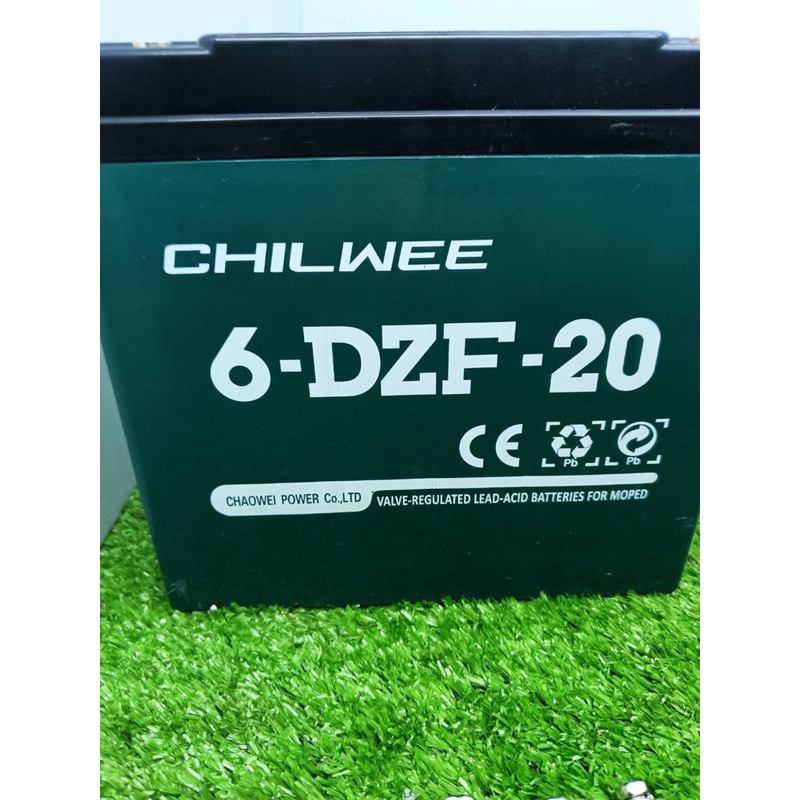 CHILWEE
6-DZF-20
CE
Pb Pb
CHAOWEI POWER Co.,LTD VALVE-REGULATED LEAD-ACID BATTERIES FOR MOPED